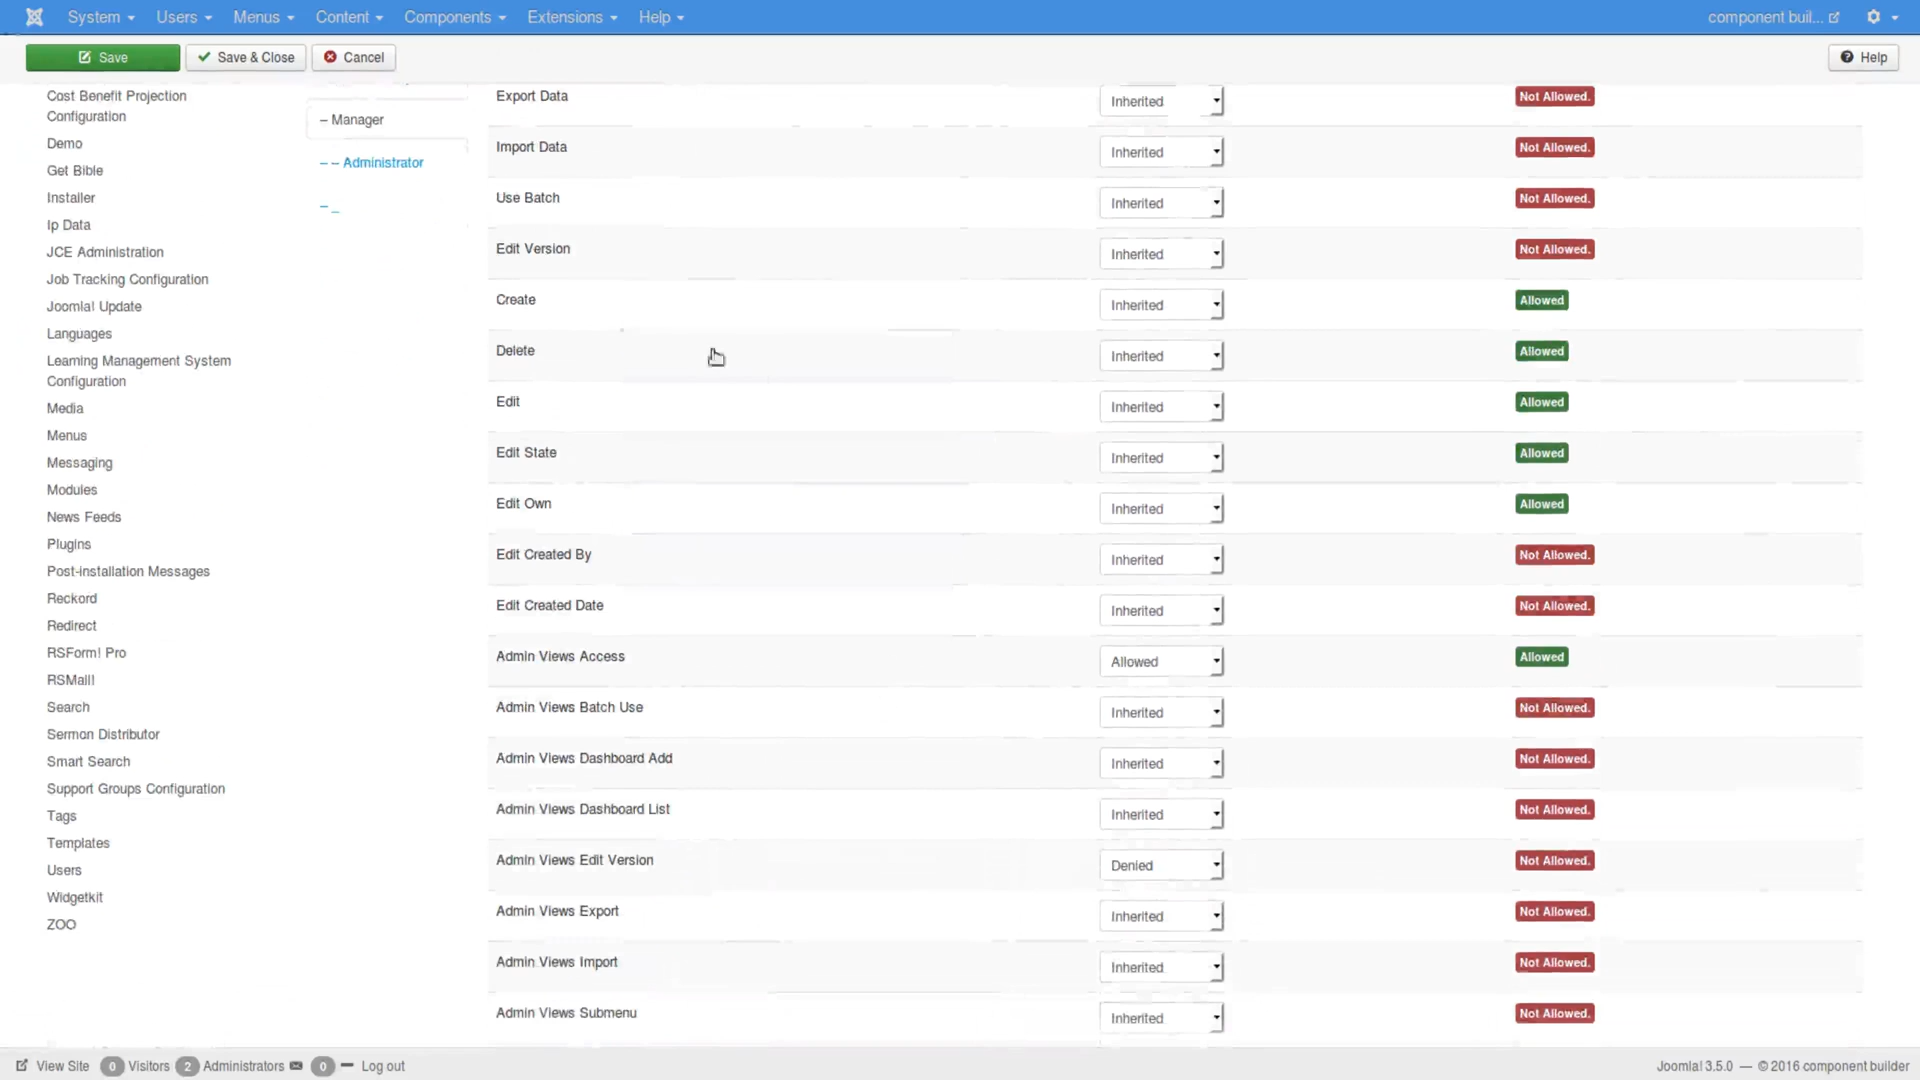 System Users Menus Content Components Extensions Help component buil...
Save Save & Close Cancel Help
Cost Benefit Projection
Configuration
Demo
Get Bible
Installer
Ip Data
JCE Administration
Job Tracking Configuration
Joomla! Update
Languages
Learning Management System
Configuration
Media
Menus
Messaging
Modules
News Feeds
Plugins
Post-installation Messages
Reckord
Redirect
RSForm! Pro
RSMail!
Search
Sermon Distributor
Smart Search
Support Groups Configuration
Tags
Templates
Users
Widgetkit
ZOO
– Manager
– – Administrator
Export Data Inherited Not Allowed.
Import Data Inherited Not Allowed.
Use Batch Inherited Not Allowed.
Edit Version Inherited Not Allowed.
Create Inherited Allowed
Delete Inherited Allowed
Edit Inherited Allowed
Edit State Inherited Allowed
Edit Own Inherited Allowed
Edit Created By Inherited Not Allowed.
Edit Created Date Inherited Not Allowed.
Admin Views Access Allowed Allowed
Admin Views Batch Use Inherited Not Allowed.
Admin Views Dashboard Add Inherited Not Allowed.
Admin Views Dashboard List Inherited Not Allowed.
Admin Views Edit Version Denied Not Allowed.
Admin Views Export Inherited Not Allowed.
Admin Views Import Inherited Not Allowed.
Admin Views Submenu Inherited Not Allowed.
View Site 0 Visitors 2 Administrators 0 Log out Joomla! 3.5.0 — © 2016 component builder